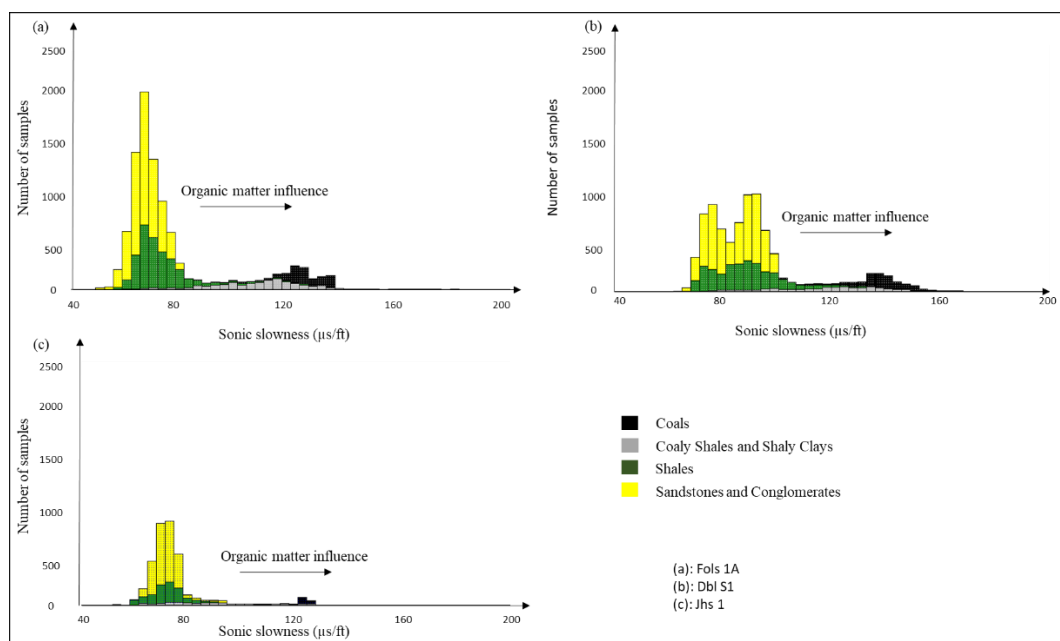 (a)
2500
2000
1500
1000
500
0
Number of samples
Organic matter influence
40 80 120 160 200
Sonic slowness (µs/ft)
(b)
2500
2000
1500
1000
500
0
Number of samples
Organic matter influence
40 80 120 160 200
Sonic slowness (µs/ft)
(c)
2500
2000
1500
1000
500
0
Number of samples
Organic matter influence
40 80 120 160 200
Sonic slowness (µs/ft)
Coals
Coaly Shales and Shaly Clays
Shales
Sandstones and Conglomerates
(a): Fols 1A
(b): Dbl S1
(c): Jhs 1